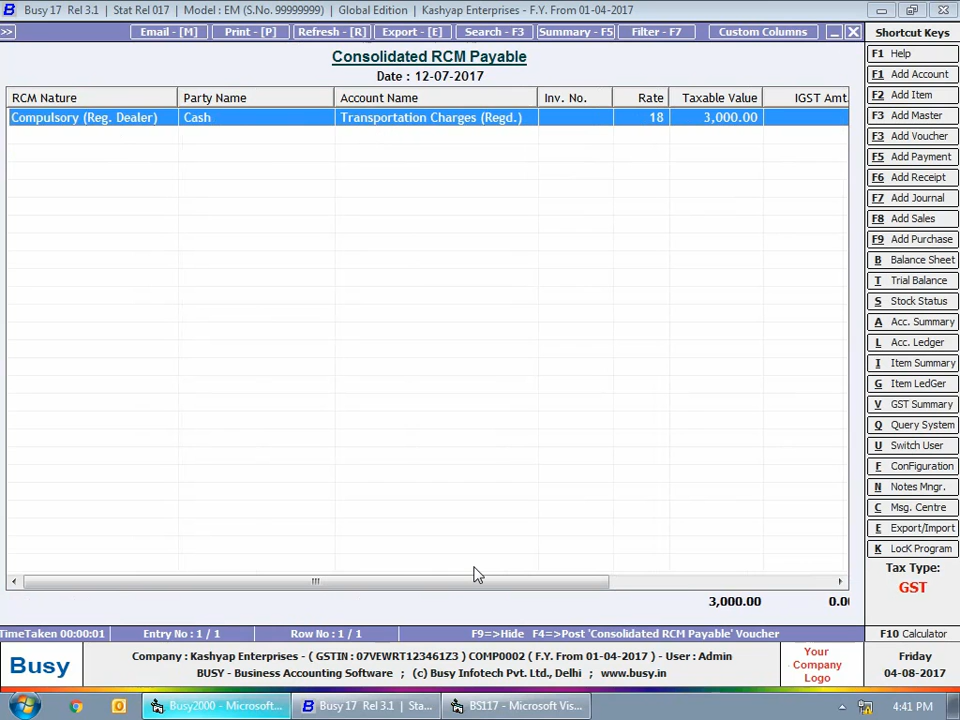 Busy 17 Rel 3.1 | Stat Rel 017 | Model : EM (S.No. 99999999) | Global Edition | Kashyap Enterprises - F.Y. From 01-04-2017
>> Email - [M] Print - [P] Refresh - [R] Export - [E] Search - F3 Summary - F5 Filter - F7 Custom Columns
Shortcut Keys
Consolidated RCM Payable
Date : 12-07-2017
RCM Nature Party Name Account Name Inv. No. Rate Taxable Value IGST Amt.
Compulsory (Reg. Dealer) Cash Transportation Charges (Regd.) 18 3,000.00
3,000.00 0.00
F1 Help
F1 Add Account
F2 Add Item
F3 Add Master
F3 Add Voucher
F5 Add Payment
F6 Add Receipt
F7 Add Journal
F8 Add Sales
F9 Add Purchase
B Balance Sheet
T Trial Balance
S Stock Status
A Acc. Summary
L Acc. Ledger
I Item Summary
G Item LedGer
V GST Summary
Q Query System
U Switch User
F ConFiguration
N Notes Mngr.
C Msg. Centre
E Export/Import
K LocK Program
Tax Type:
GST
TimeTaken 00:00:01 Entry No : 1 / 1 Row No : 1 / 1 F9=>Hide F4=>Post 'Consolidated RCM Payable' Voucher
F10 Calculator
Busy
Company : Kashyap Enterprises - ( GSTIN : 07VEWRT123461Z3 ) COMP0002 ( F.Y. From 01-04-2017 ) - User : Admin
BUSY - Business Accounting Software ; (c) Busy Infotech Pvt. Ltd., Delhi ; www.busy.in
Your
Company
Logo
Friday
04-08-2017
Busy2000 - Microsoft... Busy 17 Rel 3.1 | Sta... BS117 - Microsoft Vis... 4:41 PM